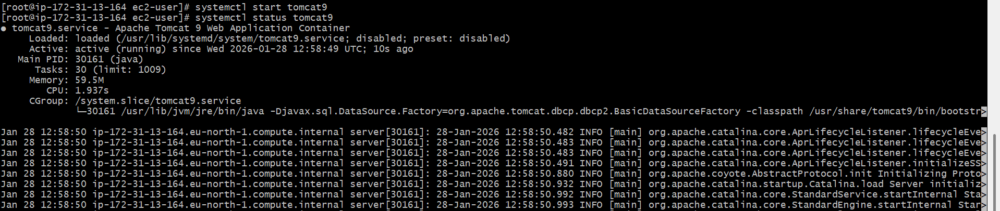 [root@ip-172-31-13-164 ec2-user]# systemctl start tomcat9
[root@ip-172-31-13-164 ec2-user]# systemctl status tomcat9
● tomcat9.service - Apache Tomcat 9 Web Application Container
     Loaded: loaded (/usr/lib/systemd/system/tomcat9.service; disabled; preset: disabled)
     Active: active (running) since Wed 2026-01-28 12:58:49 UTC; 10s ago
   Main PID: 30161 (java)
      Tasks: 30 (limit: 1009)
     Memory: 59.5M
        CPU: 1.937s
     CGroup: /system.slice/tomcat9.service
             └─30161 /usr/lib/jvm/jre/bin/java -Djavax.sql.DataSource.Factory=org.apache.tomcat.dbcp.dbcp2.BasicDataSourceFactory -classpath /usr/share/tomcat9/bin/bootstr>
Jan 28 12:58:50 ip-172-31-13-164.eu-north-1.compute.internal server[30161]: 28-Jan-2026 12:58:50.482 INFO [main] org.apache.catalina.core.AprLifecycleListener.lifecycleEve>
Jan 28 12:58:50 ip-172-31-13-164.eu-north-1.compute.internal server[30161]: 28-Jan-2026 12:58:50.483 INFO [main] org.apache.catalina.core.AprLifecycleListener.lifecycleEve>
Jan 28 12:58:50 ip-172-31-13-164.eu-north-1.compute.internal server[30161]: 28-Jan-2026 12:58:50.483 INFO [main] org.apache.catalina.core.AprLifecycleListener.lifecycleEve>
Jan 28 12:58:50 ip-172-31-13-164.eu-north-1.compute.internal server[30161]: 28-Jan-2026 12:58:50.491 INFO [main] org.apache.catalina.core.AprLifecycleListener.initializeSS>
Jan 28 12:58:50 ip-172-31-13-164.eu-north-1.compute.internal server[30161]: 28-Jan-2026 12:58:50.880 INFO [main] org.apache.coyote.AbstractProtocol.init Initializing Proto>
Jan 28 12:58:50 ip-172-31-13-164.eu-north-1.compute.internal server[30161]: 28-Jan-2026 12:58:50.932 INFO [main] org.apache.catalina.startup.Catalina.load Server initializ>
Jan 28 12:58:50 ip-172-31-13-164.eu-north-1.compute.internal server[30161]: 28-Jan-2026 12:58:50.992 INFO [main] org.apache.catalina.core.StandardService.startInternal Sta>
Jan 28 12:58:50 ip-172-31-13-164.eu-north-1.compute.internal server[30161]: 28-Jan-2026 12:58:50.993 INFO [main] org.apache.catalina.core.StandardEngine.startInternal Star>